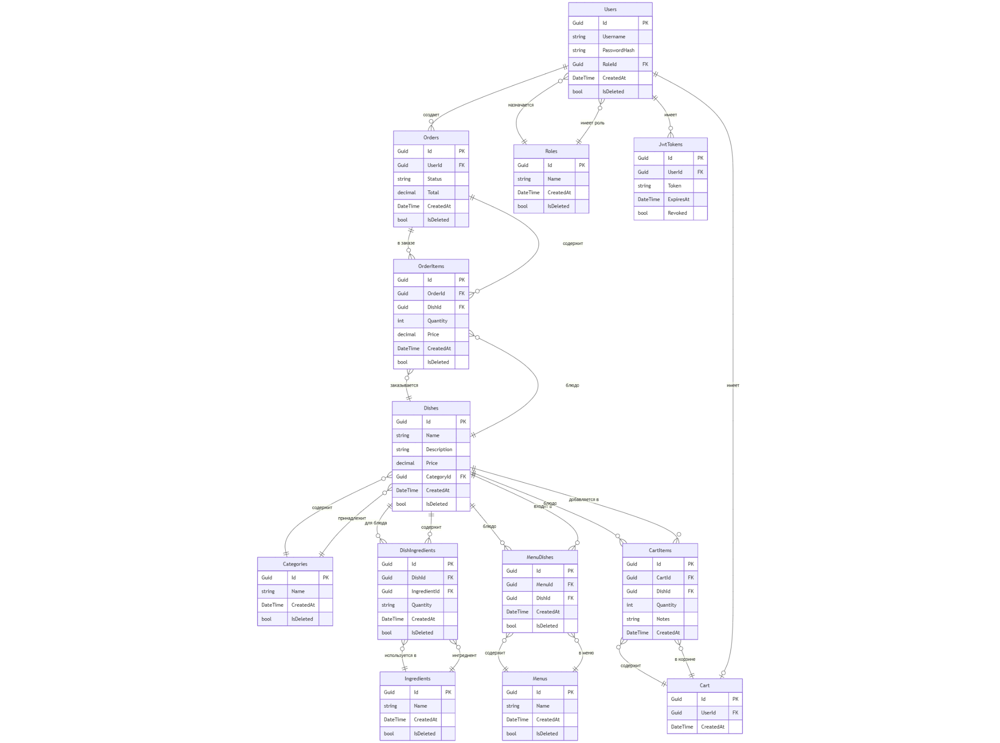 Users
Guid Id PK
string Username
string PasswordHash
Guid RoleId FK
DateTime CreatedAt
bool IsDeleted
назначается
создает
имеет
имеет роль
Orders
Guid Id PK
Guid UserId FK
string Status
decimal Total
DateTime CreatedAt
bool IsDeleted
Roles
Guid Id PK
string Name
DateTime CreatedAt
bool IsDeleted
JwtTokens
Guid Id PK
Guid UserId FK
string Token
DateTime ExpiresAt
bool Revoked
в заказе
содержит
OrderItems
Guid Id PK
Guid OrderId FK
Guid DishId FK
int Quantity
decimal Price
DateTime CreatedAt
bool IsDeleted
заказывается
блюдо
имеет
Dishes
Guid Id PK
string Name
string Description
decimal Price
Guid CategoryId FK
DateTime CreatedAt
bool IsDeleted
содержит
принадлежит
для блюда
содержит
блюдо
входит в
блюдо
добавляется в
Categories
Guid Id PK
string Name
DateTime CreatedAt
bool IsDeleted
DishIngredients
Guid Id PK
Guid DishId FK
Guid IngredientId FK
string Quantity
DateTime CreatedAt
bool IsDeleted
MenuDishes
Guid Id PK
Guid MenuId FK
Guid DishId FK
DateTime CreatedAt
bool IsDeleted
CartItems
Guid Id PK
Guid CartId FK
Guid DishId FK
int Quantity
string Notes
DateTime CreatedAt
используется в
ингредиент
содержит
в меню
содержит
в корзине
Ingredients
Guid Id PK
string Name
DateTime CreatedAt
bool IsDeleted
Menus
Guid Id PK
string Name
DateTime CreatedAt
bool IsDeleted
Cart
Guid Id PK
Guid UserId FK
DateTime CreatedAt